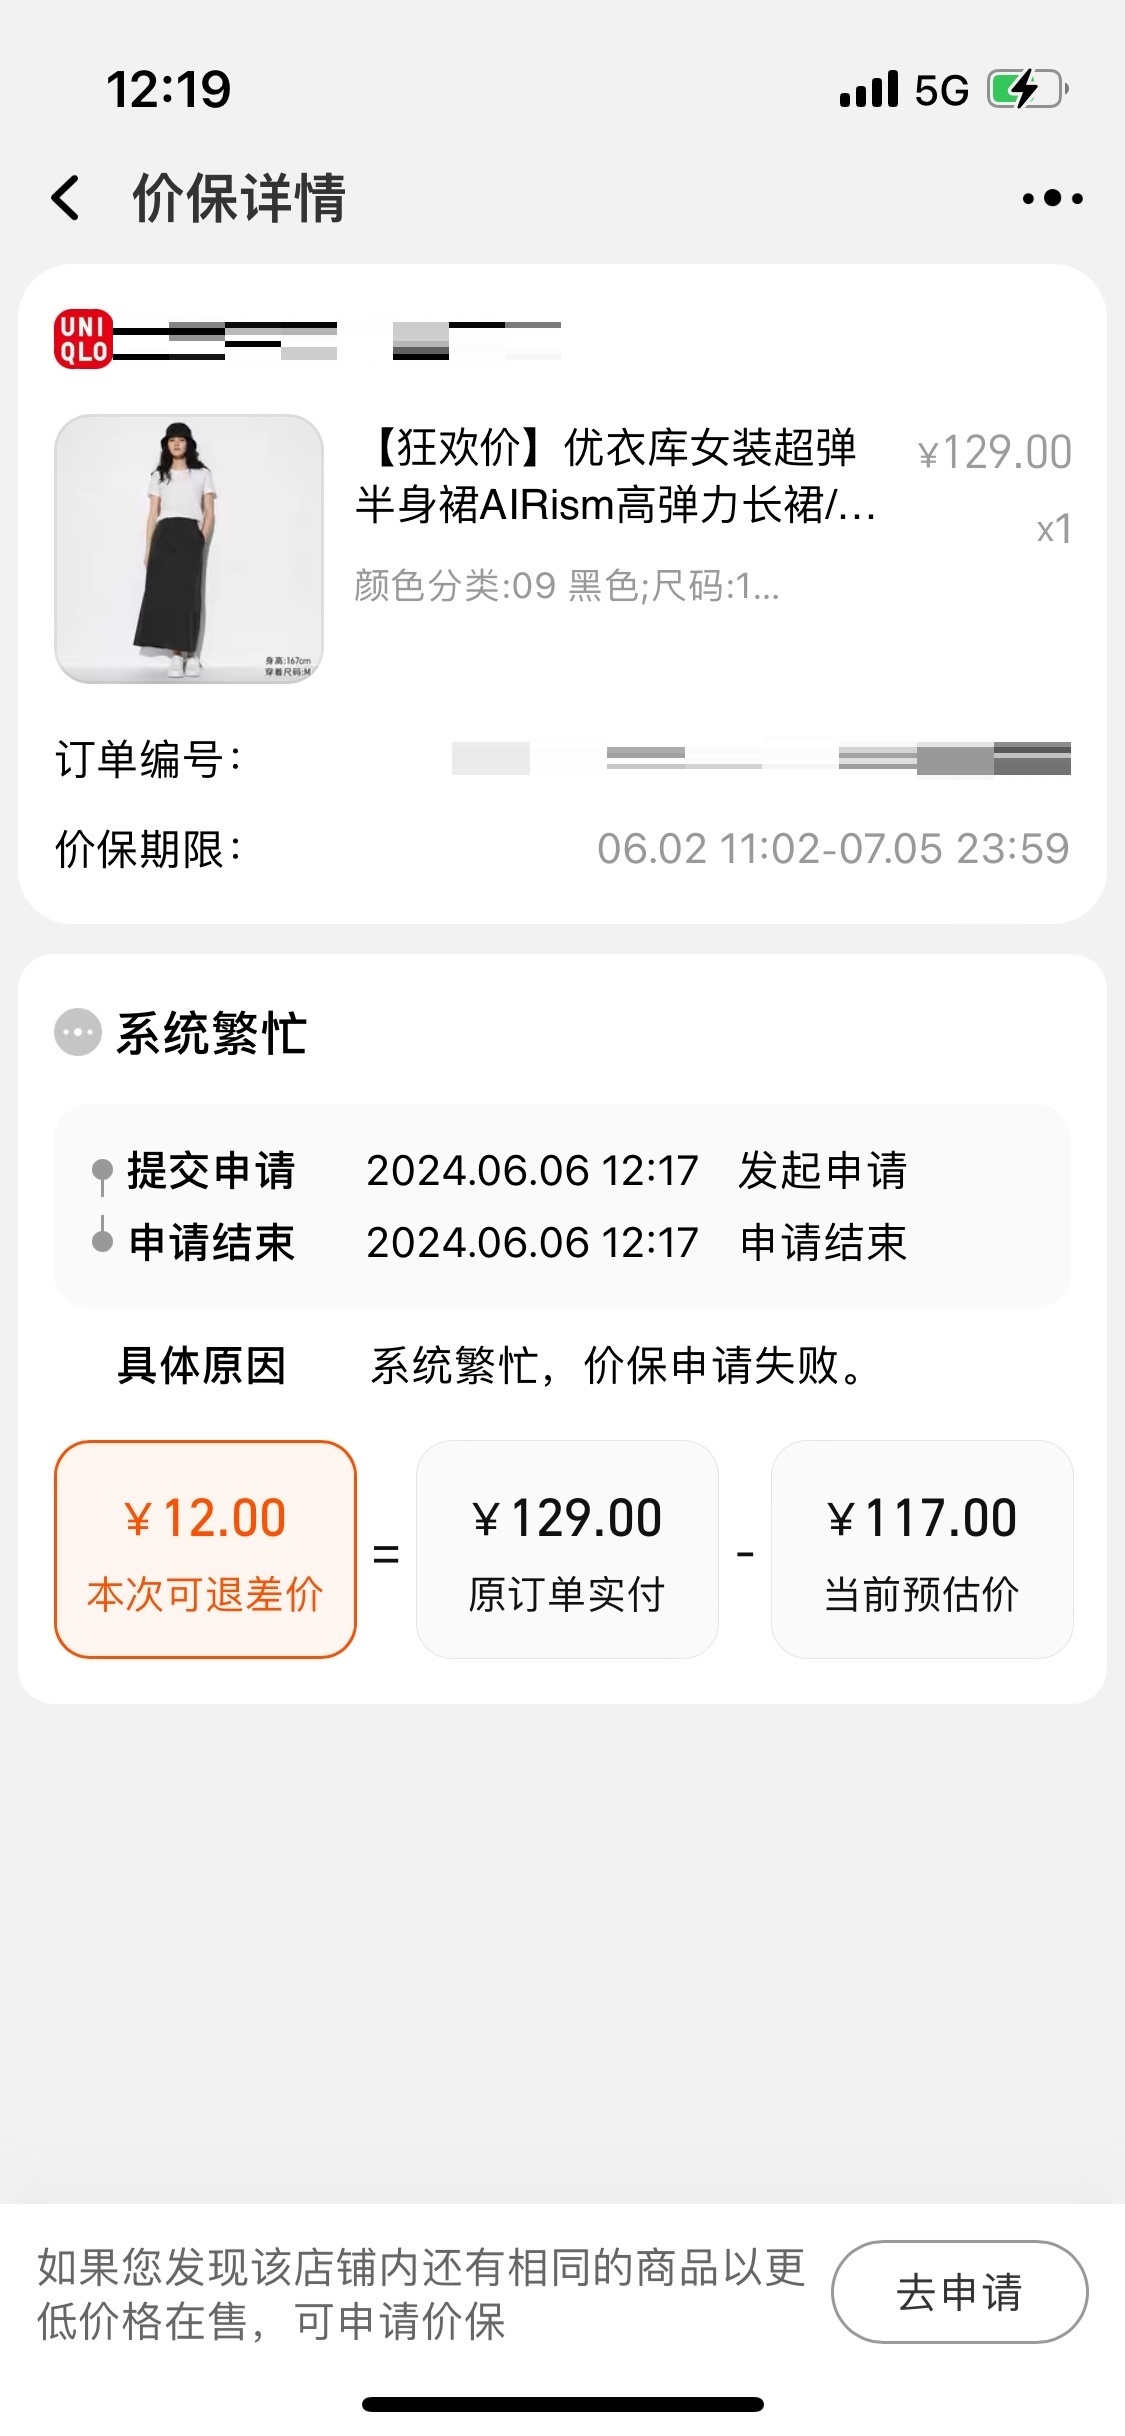 12:19
5G
价保详情
UNI
QLO
【狂欢价】优衣库女装超弹
半身裙AIRism高弹力长裙/...
¥129.00
x1
颜色分类:09 黑色;尺码:1...
身高:167cm
穿着尺码:M
订单编号：
价保期限：
06.02 11:02-07.05 23:59
系统繁忙
提交申请 2024.06.06 12:17 发起申请
申请结束 2024.06.06 12:17 申请结束
具体原因 系统繁忙，价保申请失败。
¥12.00 = ¥129.00 - ¥117.00
本次可退差价 原订单实付 当前预估价
如果您发现该店铺内还有相同的商品以更
低价格在售，可申请价保
去申请